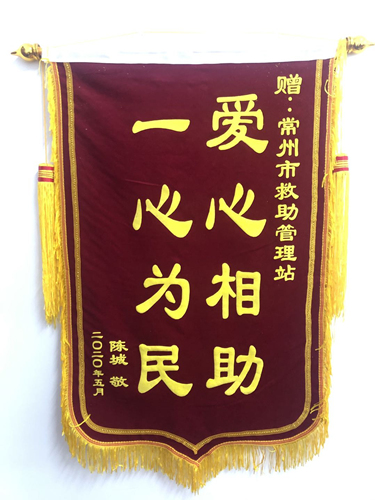 赠：常州市救助管理站
爱心相助
一心为民
陈城 敬
二〇二〇年五月